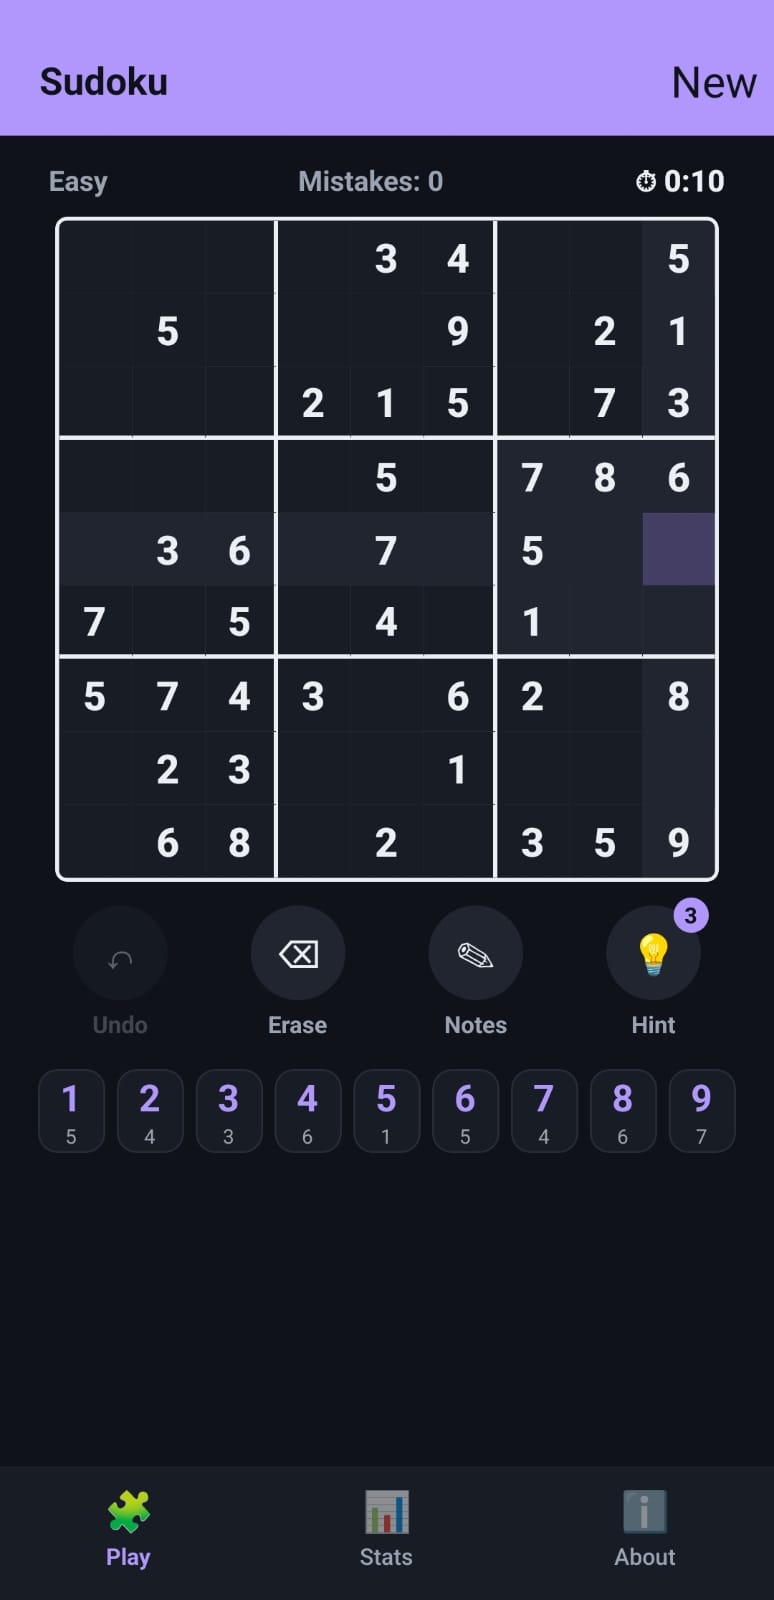 Sudoku New
Easy Mistakes: 0 ⏱ 0:10
3 4 5
5 9 2 1
2 1 5 7 3
5 7 8 6
3 6 7 5
7 5 4 1
5 7 4 3 6 2 8
2 3 1
6 8 2 3 5 9
3
Undo Erase Notes Hint
1 2 3 4 5 6 7 8 9
5 4 3 6 1 5 4 6 7
Play Stats About